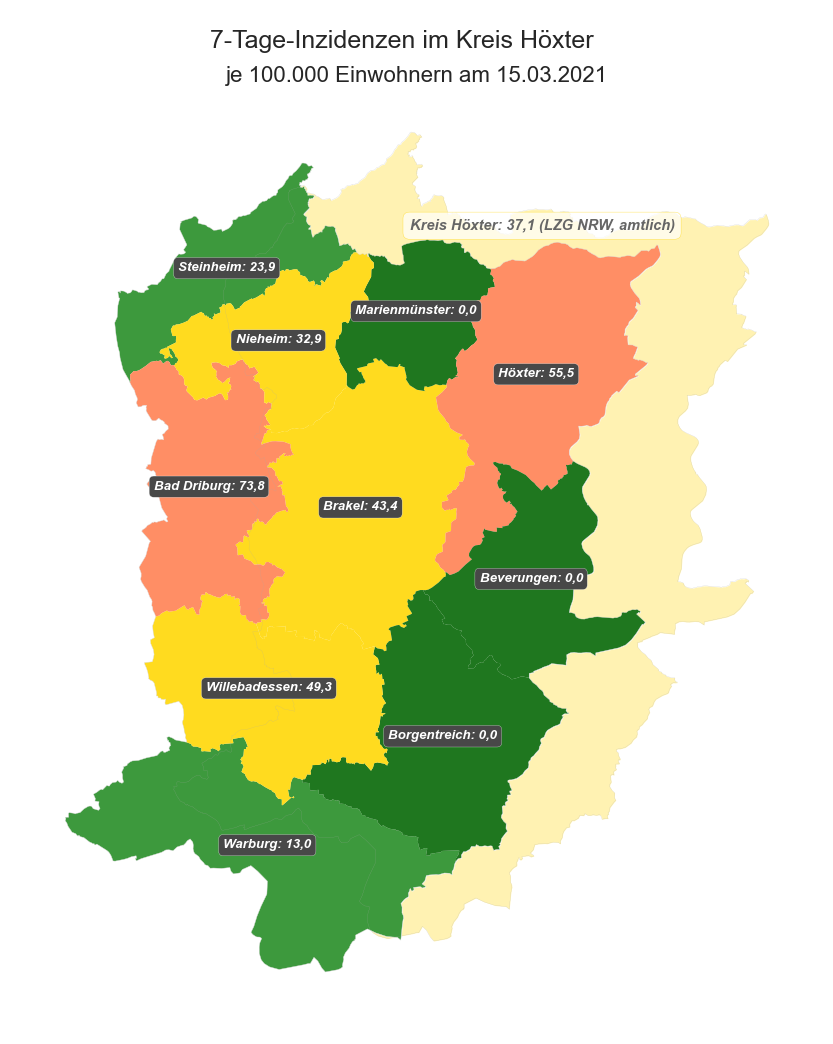 7-Tage-Inzidenzen im Kreis Höxter
je 100.000 Einwohnern am 15.03.2021
Kreis Höxter: 37,1 (LZG NRW, amtlich)
Steinheim: 23,9
Marienmünster: 0,0
Nieheim: 32,9
Höxter: 55,5
Bad Driburg: 73,8
Brakel: 43,4
Beverungen: 0,0
Willebadessen: 49,3
Borgentreich: 0,0
Warburg: 13,0